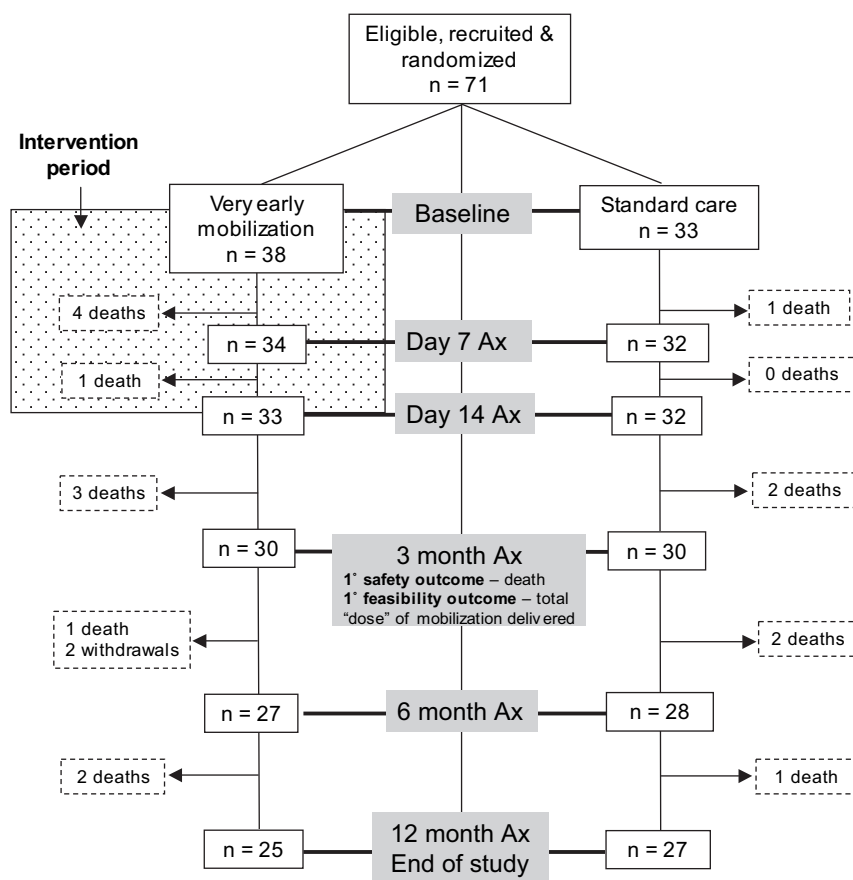 Eligible, recruited &
randomized
n = 71
Intervention
period
Very early
mobilization
n = 38
Baseline
Standard care
n = 33
4 deaths
1 death
n = 34
Day 7 Ax
n = 32
1 death
0 deaths
n = 33
Day 14 Ax
n = 32
3 deaths
2 deaths
n = 30
3 month Ax
1° safety outcome – death
1° feasibility outcome – total
“dose” of mobilization delivered
n = 30
1 death
2 withdrawals
2 deaths
n = 27
6 month Ax
n = 28
2 deaths
1 death
n = 25
12 month Ax
End of study
n = 27